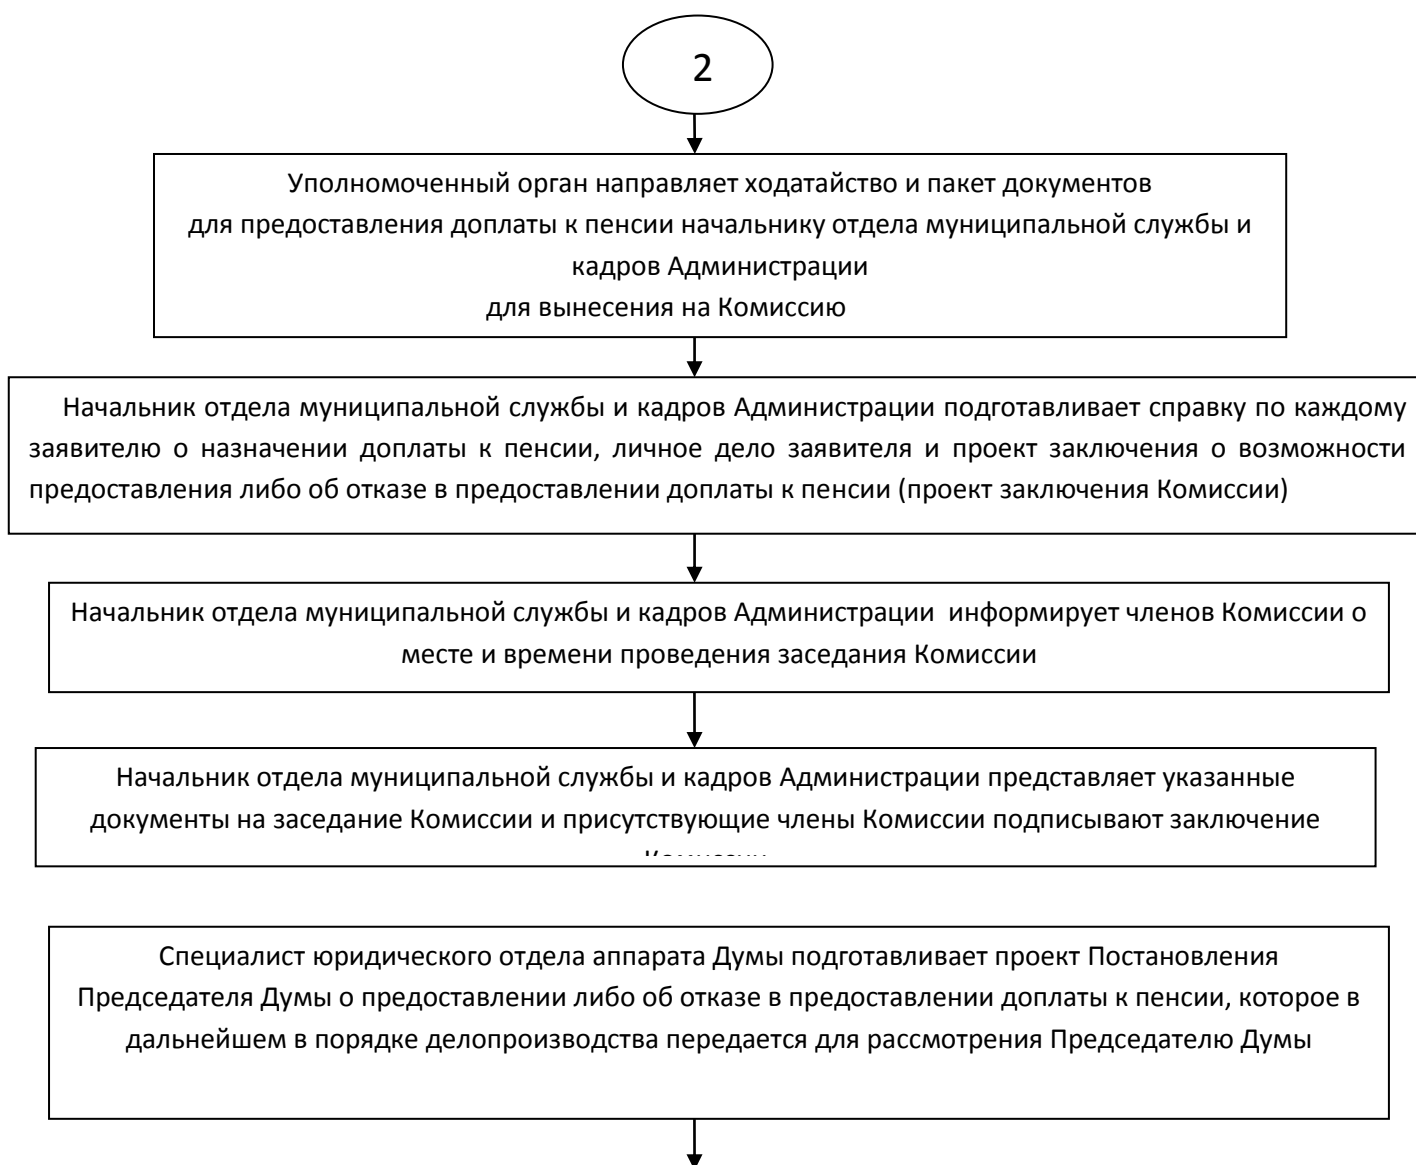 2
Уполномоченный орган направляет ходатайство и пакет документов
для предоставления доплаты к пенсии начальнику отдела муниципальной службы и
кадров Администрации
для вынесения на Комиссию
Начальник отдела муниципальной службы и кадров Администрации подготавливает справку по каждому
заявителю о назначении доплаты к пенсии, личное дело заявителя и проект заключения о возможности
предоставления либо об отказе в предоставлении доплаты к пенсии (проект заключения Комиссии)
Начальник отдела муниципальной службы и кадров Администрации информирует членов Комиссии о
месте и времени проведения заседания Комиссии
Начальник отдела муниципальной службы и кадров Администрации представляет указанные
документы на заседание Комиссии и присутствующие члены Комиссии подписывают заключение
Специалист юридического отдела аппарата Думы подготавливает проект Постановления
Председателя Думы о предоставлении либо об отказе в предоставлении доплаты к пенсии, которое в
дальнейшем в порядке делопроизводства передается для рассмотрения Председателю Думы